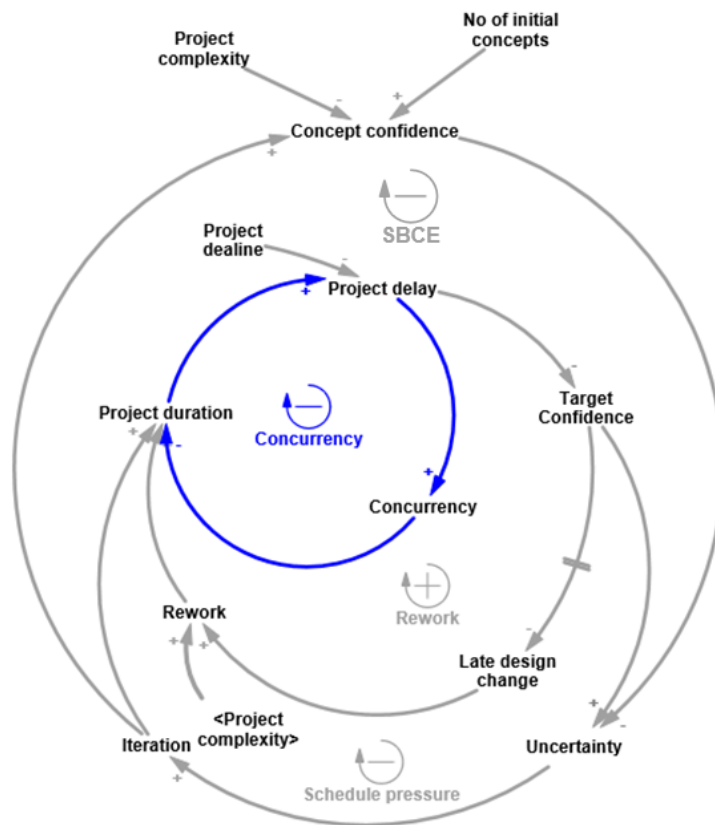 No of initial
concepts
Project
complexity
-
+
Concept confidence
+
SBCE
Project
dealine
-
+
Project delay
-
Target
Confidence
Project duration
+
-
Concurrency
+
Concurrency
Rework
Rework
+
+
-
Late design
change
<Project
complexity>
+
-
Iteration
Uncertainty
+
Schedule pressure